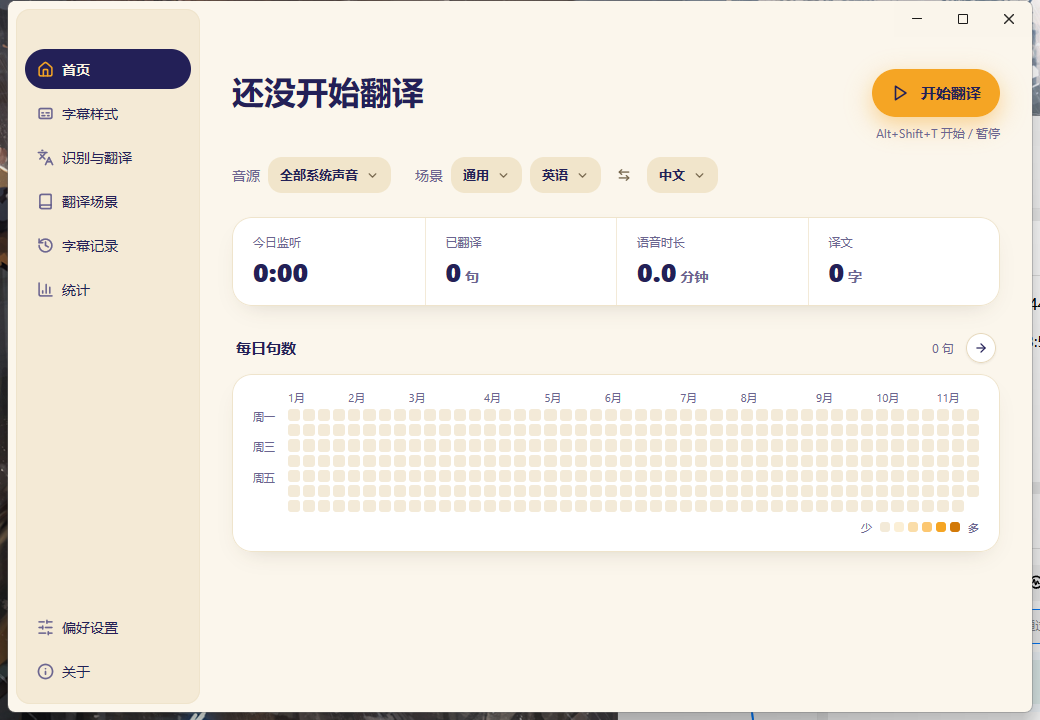 首页
字幕样式
识别与翻译
翻译场景
字幕记录
统计
偏好设置
关于
还没开始翻译
开始翻译
Alt+Shift+T 开始 / 暂停
音源 全部系统声音 场景 通用 英语 中文
今日监听 已翻译 语音时长 译文
0:00 0 句 0.0 分钟 0 字
每日句数 0 句
1月 2月 3月 4月 5月 6月 7月 8月 9月 10月 11月
周一
周三
周五
少 多